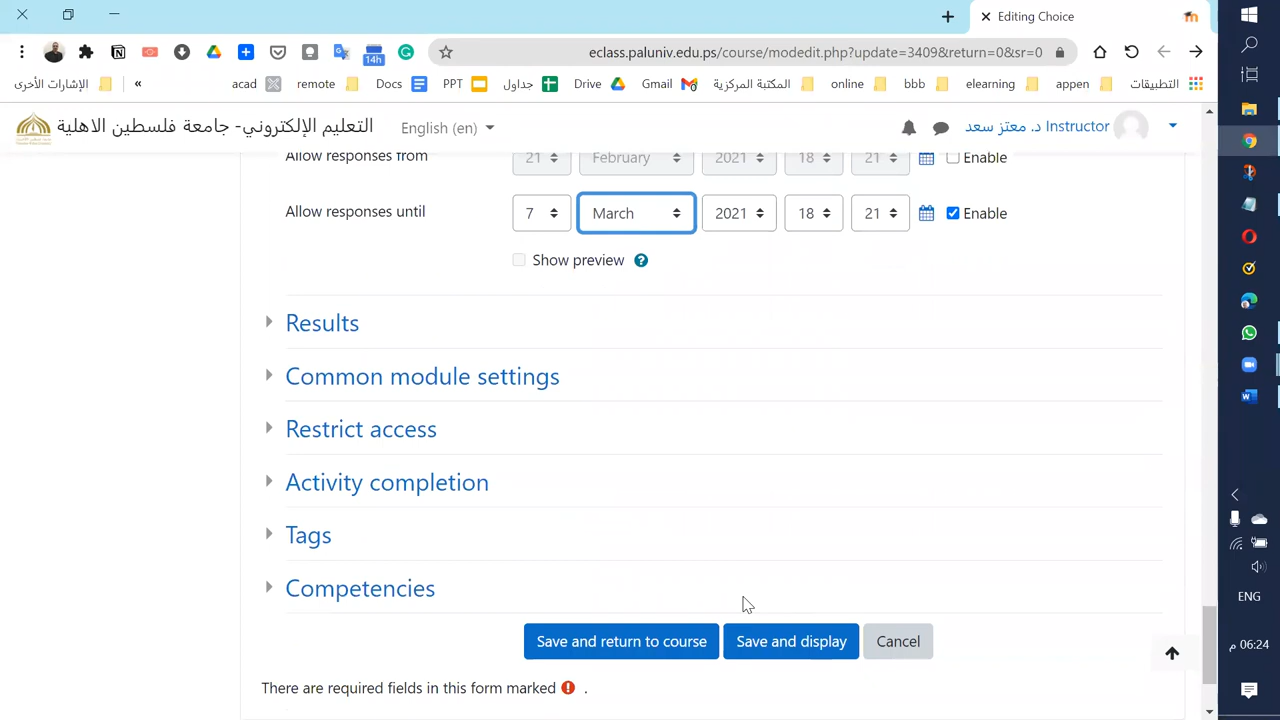 Editing Choice
eclass.paluniv.edu.ps/course/modedit.php?update=3409&return=0&sr=0
14h
الإشارات الأخرى
«
acad
remote
Docs
PPT
جداول
Drive
Gmail
المكتبة المركزية
online
bbb
elearning
appen
التطبيقات
التعليم الإلكتروني- جامعة فلسطين الاهلية
English (en)
د. معتز سعد Instructor
Allow responses from
21 February 2021 18 21 Enable
Allow responses until
7 March 2021 18 21 Enable
Show preview
Results
Common module settings
Restrict access
Activity completion
Tags
Competencies
Save and return to course Save and display Cancel
There are required fields in this form marked .
ENG
06:24 م